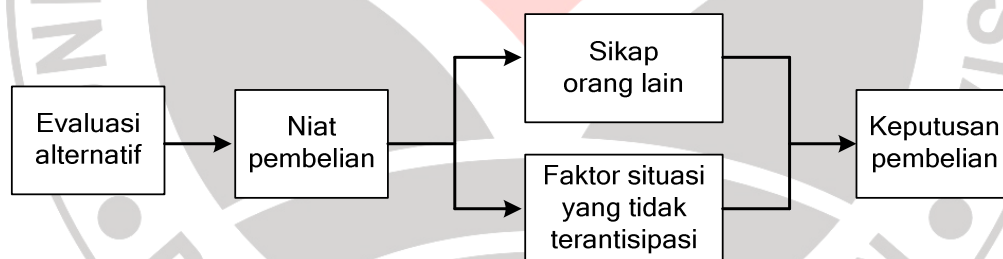 Evaluasi
alternatif
Niat
pembelian
Sikap
orang lain
Faktor situasi
yang tidak
terantisipasi
Keputusan
pembelian